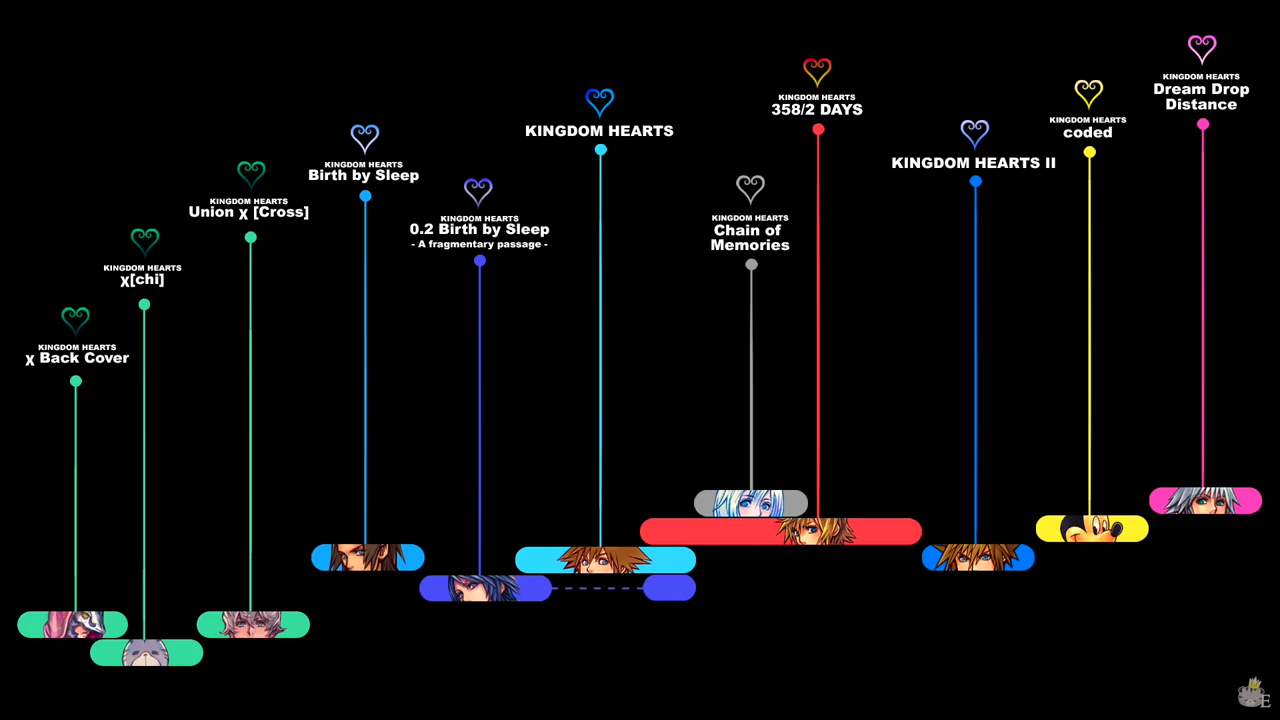 KINGDOM HEARTS
χ Back Cover
KINGDOM HEARTS
χ[chi]
KINGDOM HEARTS
Union χ [Cross]
KINGDOM HEARTS
Birth by Sleep
KINGDOM HEARTS
0.2 Birth by Sleep
- A fragmentary passage -
KINGDOM HEARTS
KINGDOM HEARTS
Chain of
Memories
KINGDOM HEARTS
358/2 DAYS
KINGDOM HEARTS II
KINGDOM HEARTS
coded
KINGDOM HEARTS
Dream Drop
Distance
E